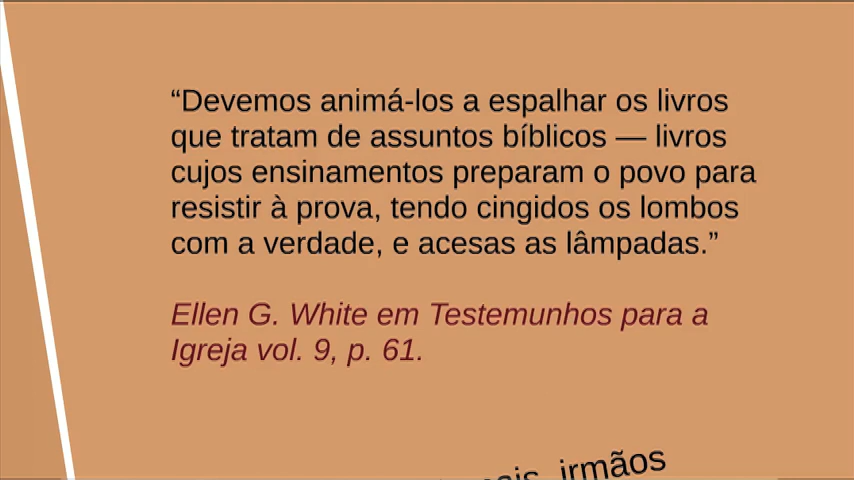 “Devemos animá-los a espalhar os livros
que tratam de assuntos bíblicos — livros
cujos ensinamentos preparam o povo para
resistir à prova, tendo cingidos os lombos
com a verdade, e acesas as lâmpadas.”
Ellen G. White em Testemunhos para a
Igreja vol. 9, p. 61.
irmãos